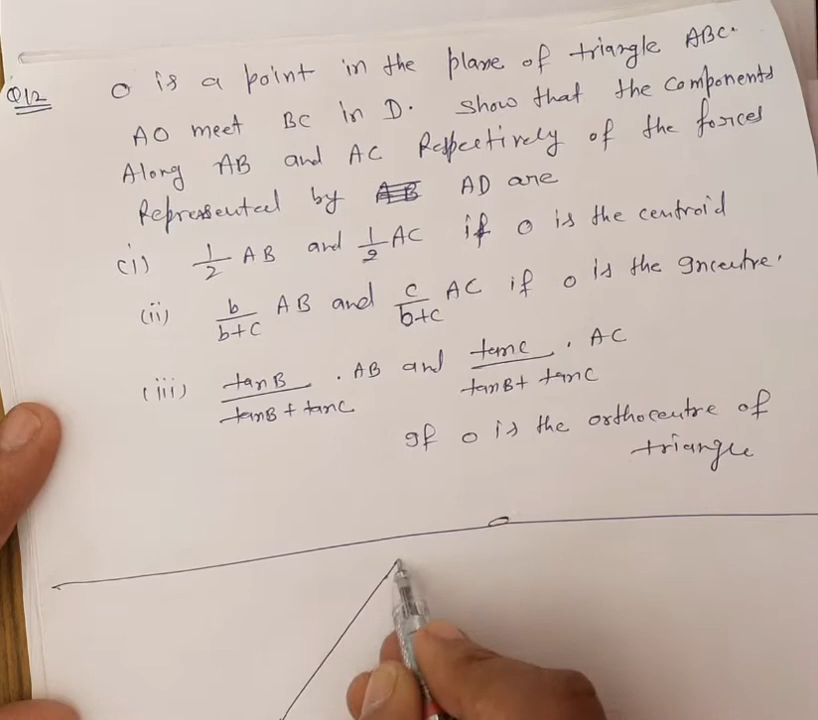 Q12 O is a point in the plane of triangle ABC.
AO meet BC in D. Show that the components
Along AB and AC Respectively of the forces
Represented by AD are
(i) 1/2 AB and 1/2 AC if O is the centroid
(ii) b/b+c AB and c/b+c AC if O is the Incentre.
(iii) tanB/tanB + tanC . AB and tanC/tanB + tanC . AC
If O is the orthocentre of
triangle